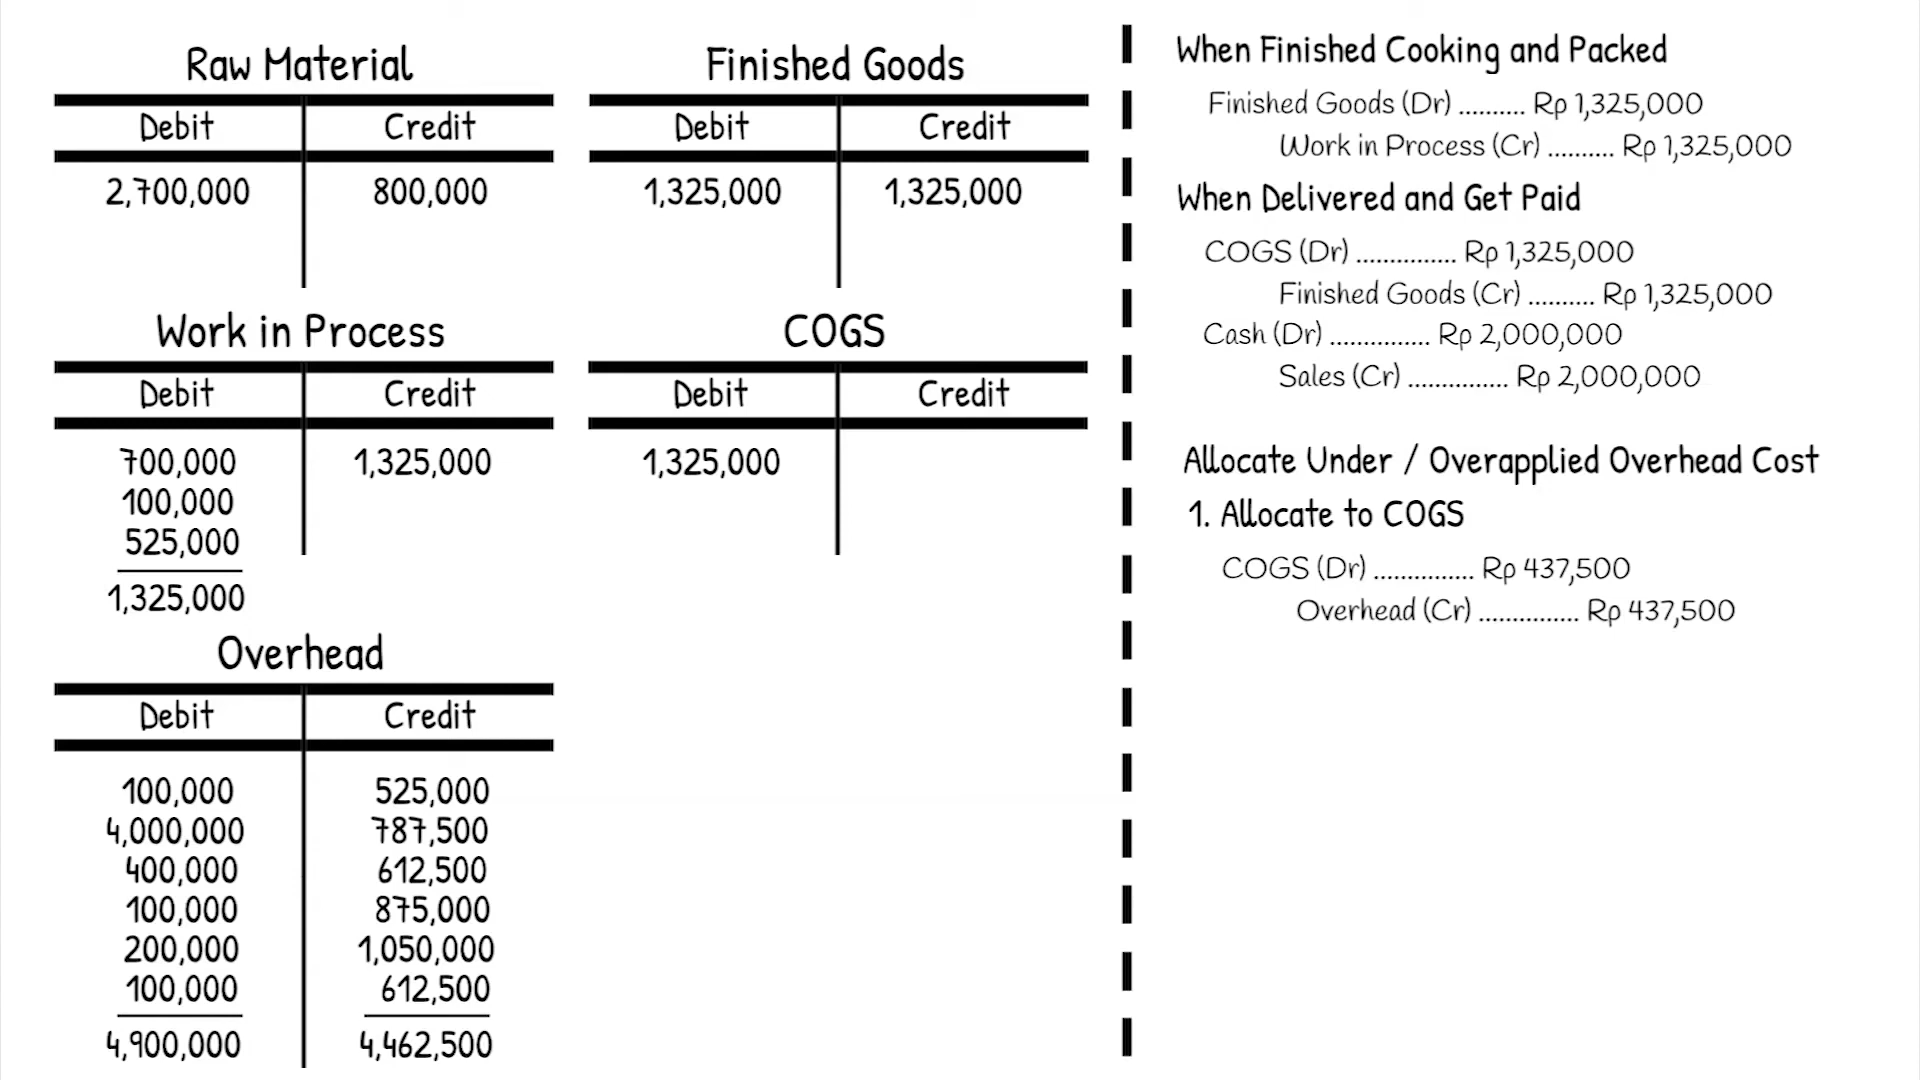 Raw Material
Debit Credit
2,700,000 800,000
Finished Goods
Debit Credit
1,325,000 1,325,000
Work in Process
Debit Credit
700,000 1,325,000
100,000
525,000
1,325,000
COGS
Debit Credit
1,325,000
Overhead
Debit Credit
100,000 525,000
4,000,000 787,500
400,000 612,500
100,000 875,000
200,000 1,050,000
100,000 612,500
4,900,000 4,462,500
When Finished Cooking and Packed
Finished Goods (Dr) .......... Rp 1,325,000
Work in Process (Cr) .......... Rp 1,325,000
When Delivered and Get Paid
COGS (Dr) ............... Rp 1,325,000
Finished Goods (Cr) .......... Rp 1,325,000
Cash (Dr) ............... Rp 2,000,000
Sales (Cr) ............... Rp 2,000,000
Allocate Under / Overapplied Overhead Cost
1. Allocate to COGS
COGS (Dr) ............... Rp 437,500
Overhead (Cr) ............... Rp 437,500